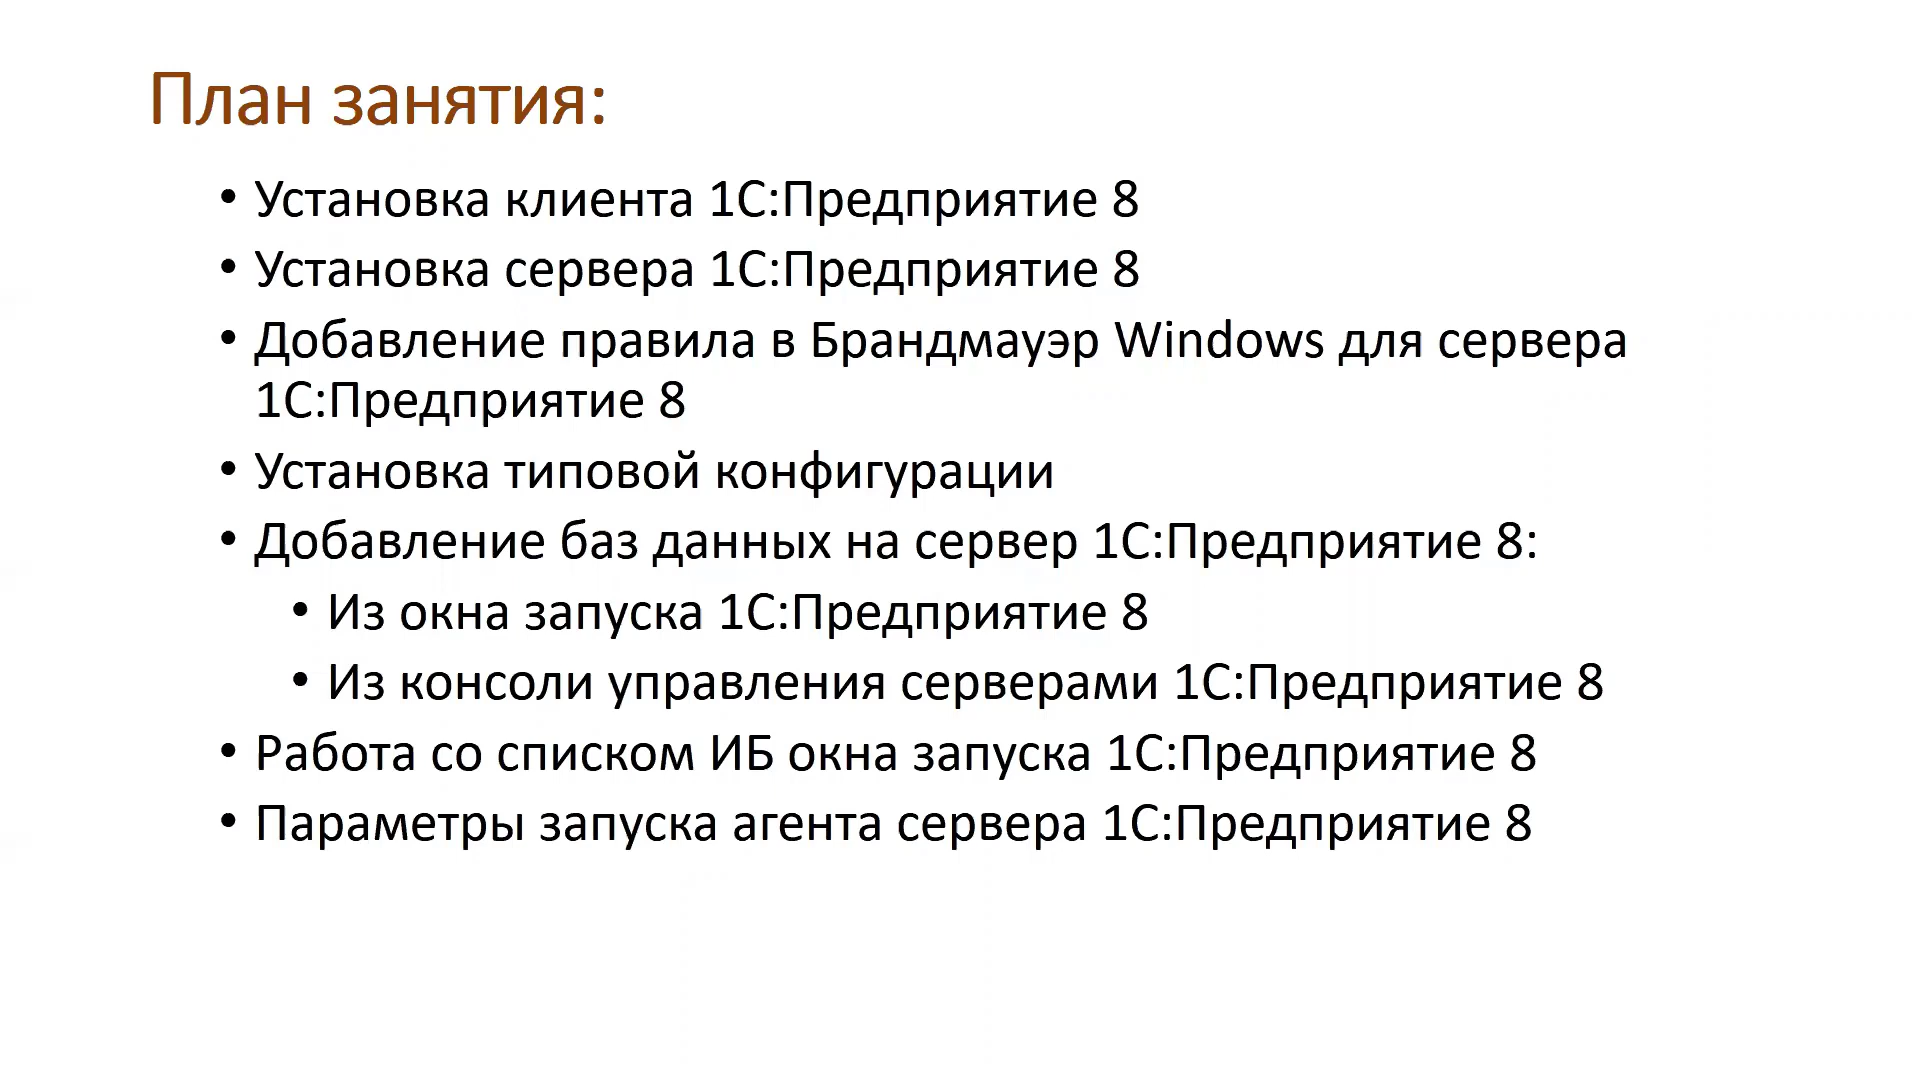 План занятия:
• Установка клиента 1С:Предприятие 8
• Установка сервера 1С:Предприятие 8
• Добавление правила в Брандмауэр Windows для сервера
1С:Предприятие 8
• Установка типовой конфигурации
• Добавление баз данных на сервер 1С:Предприятие 8:
• Из окна запуска 1С:Предприятие 8
• Из консоли управления серверами 1С:Предприятие 8
• Работа со списком ИБ окна запуска 1С:Предприятие 8
• Параметры запуска агента сервера 1С:Предприятие 8